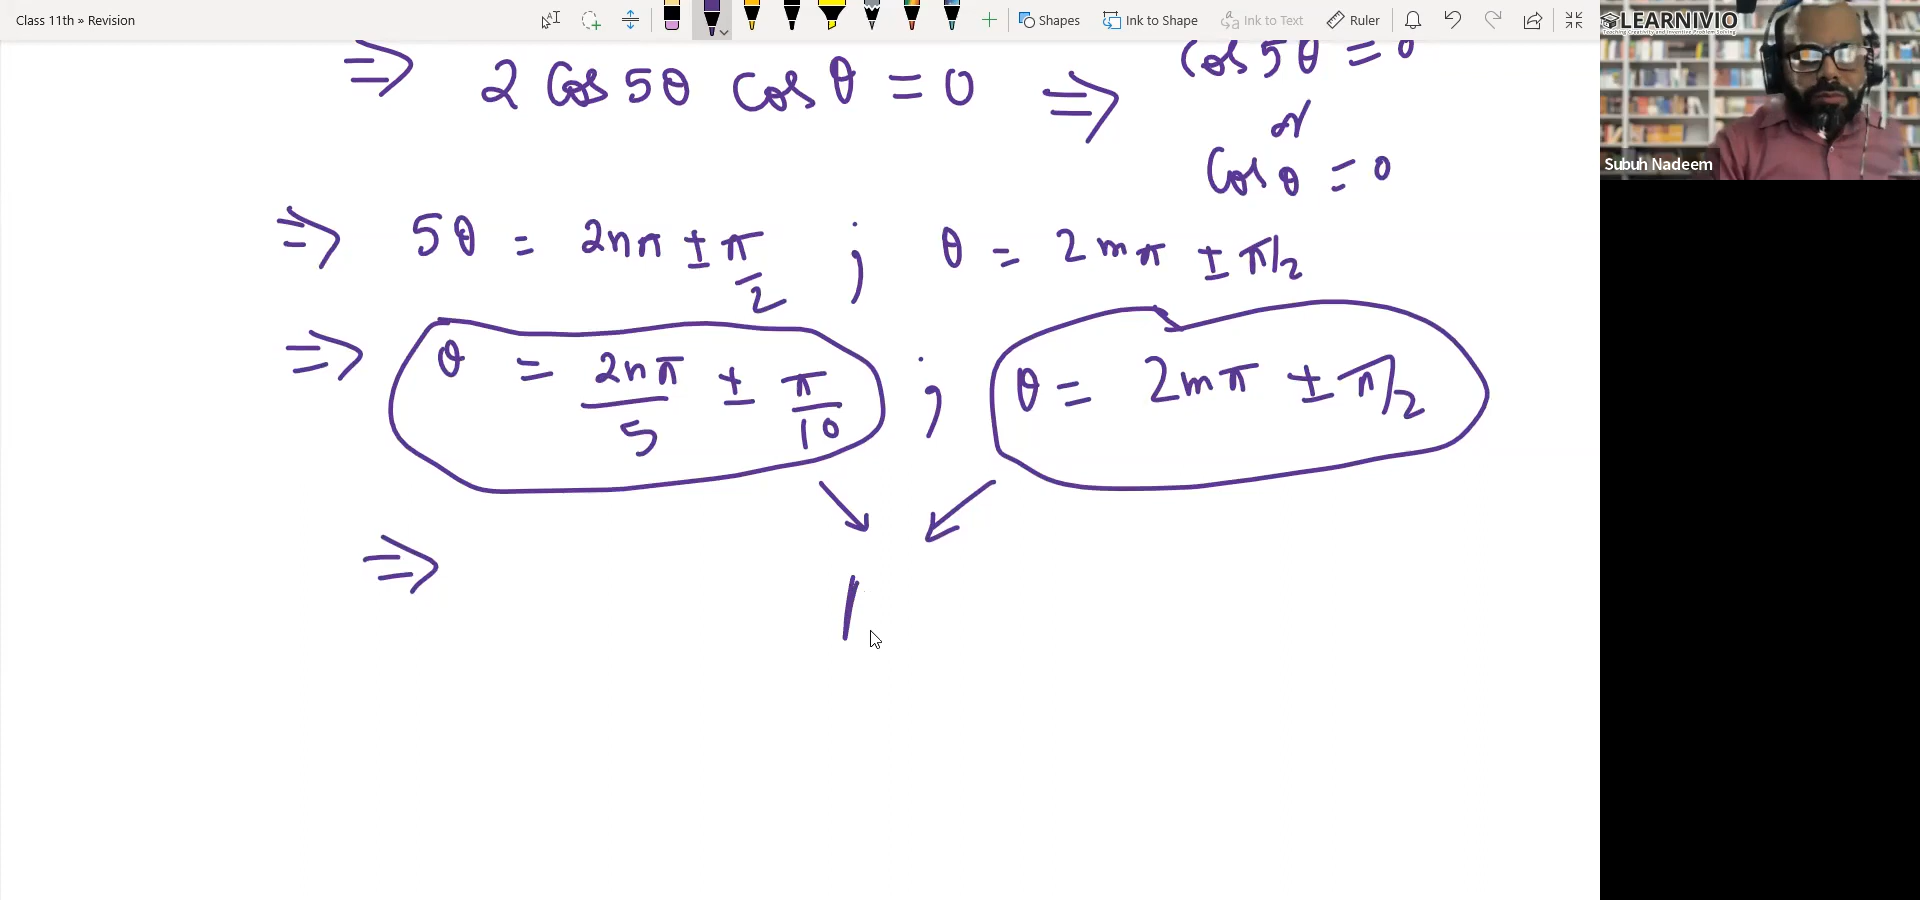 Class 11th » Revision
Shapes Ink to Shape Ink to Text Ruler
LEARNIVIO
Subuh Nadeem
⇒ 2 Cos 5θ Cos θ = 0 ⇒ Cos 5θ = 0
or
Cos θ = 0
⇒ 5θ = 2nπ ± π/2 ; θ = 2mπ ± π/2
⇒ θ = 2nπ/5 ± π/10 ; θ = 2mπ ± π/2
⇒